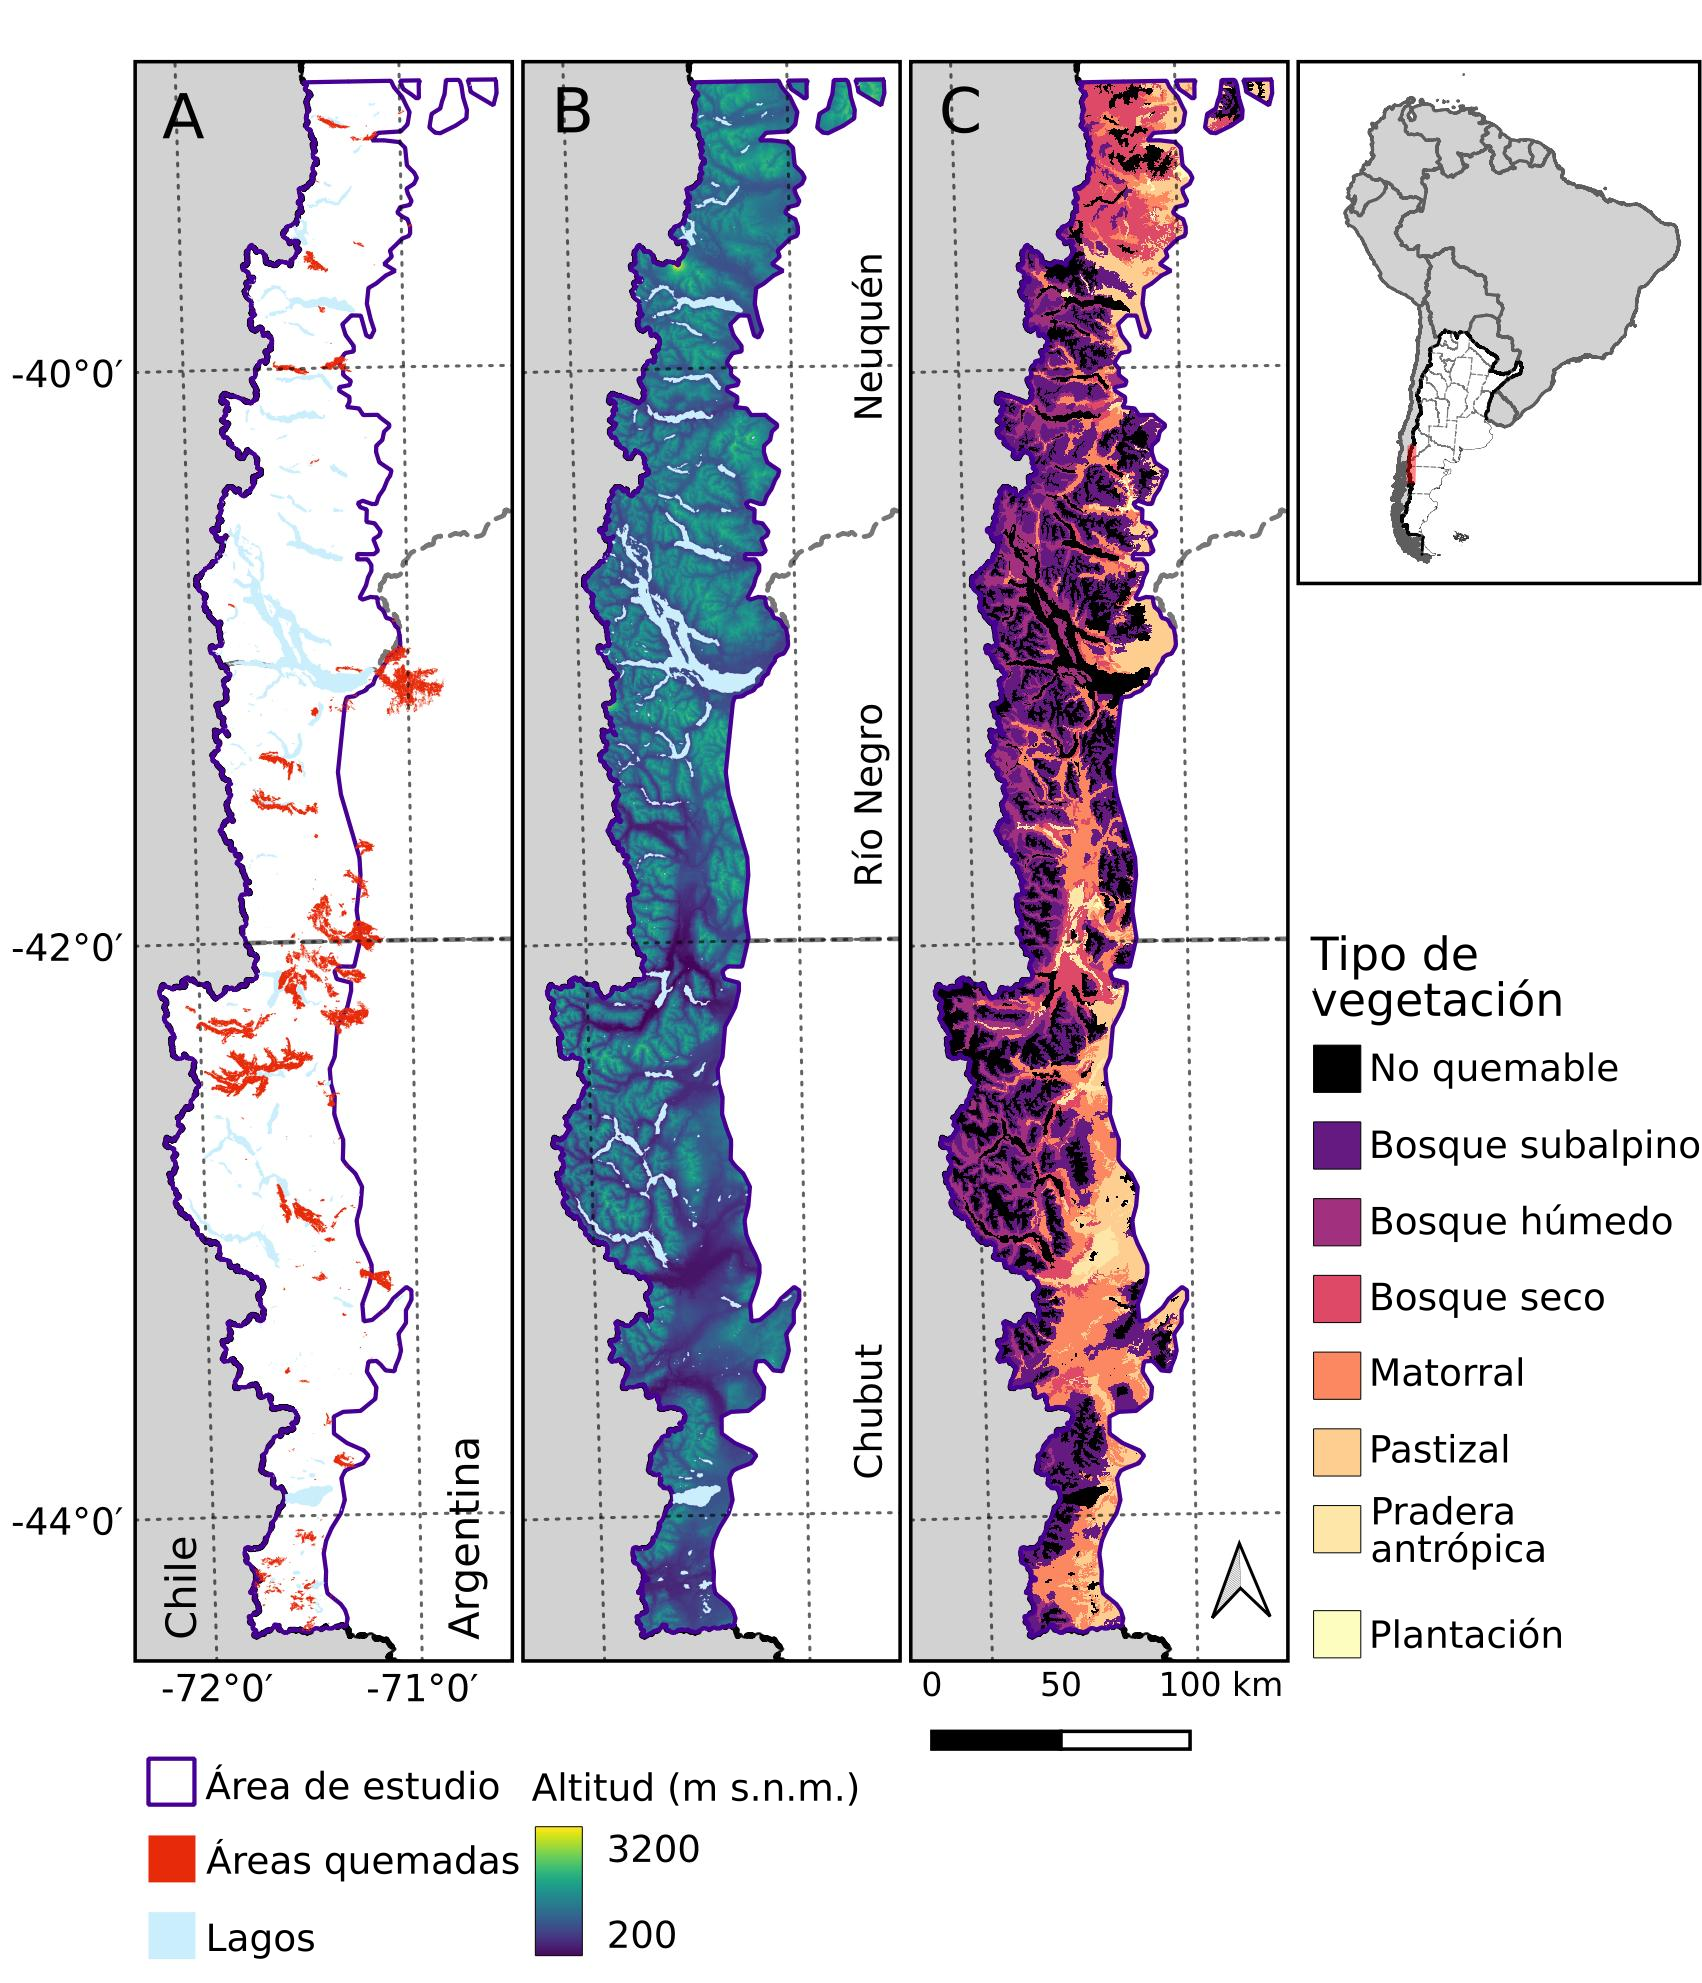 A
B
C
Neuquén
-40°0′
Río Negro
-42°0′
Tipo de
vegetación
No quemable
Bosque subalpino
Bosque húmedo
Bosque seco
Matorral
Pastizal
Pradera
antrópica
Plantación
Chubut
-44°0′
Chile
Argentina
-72°0′
-71°0′
0
50
100 km
Área de estudio
Áreas quemadas
Lagos
Altitud (m s.n.m.)
3200
200